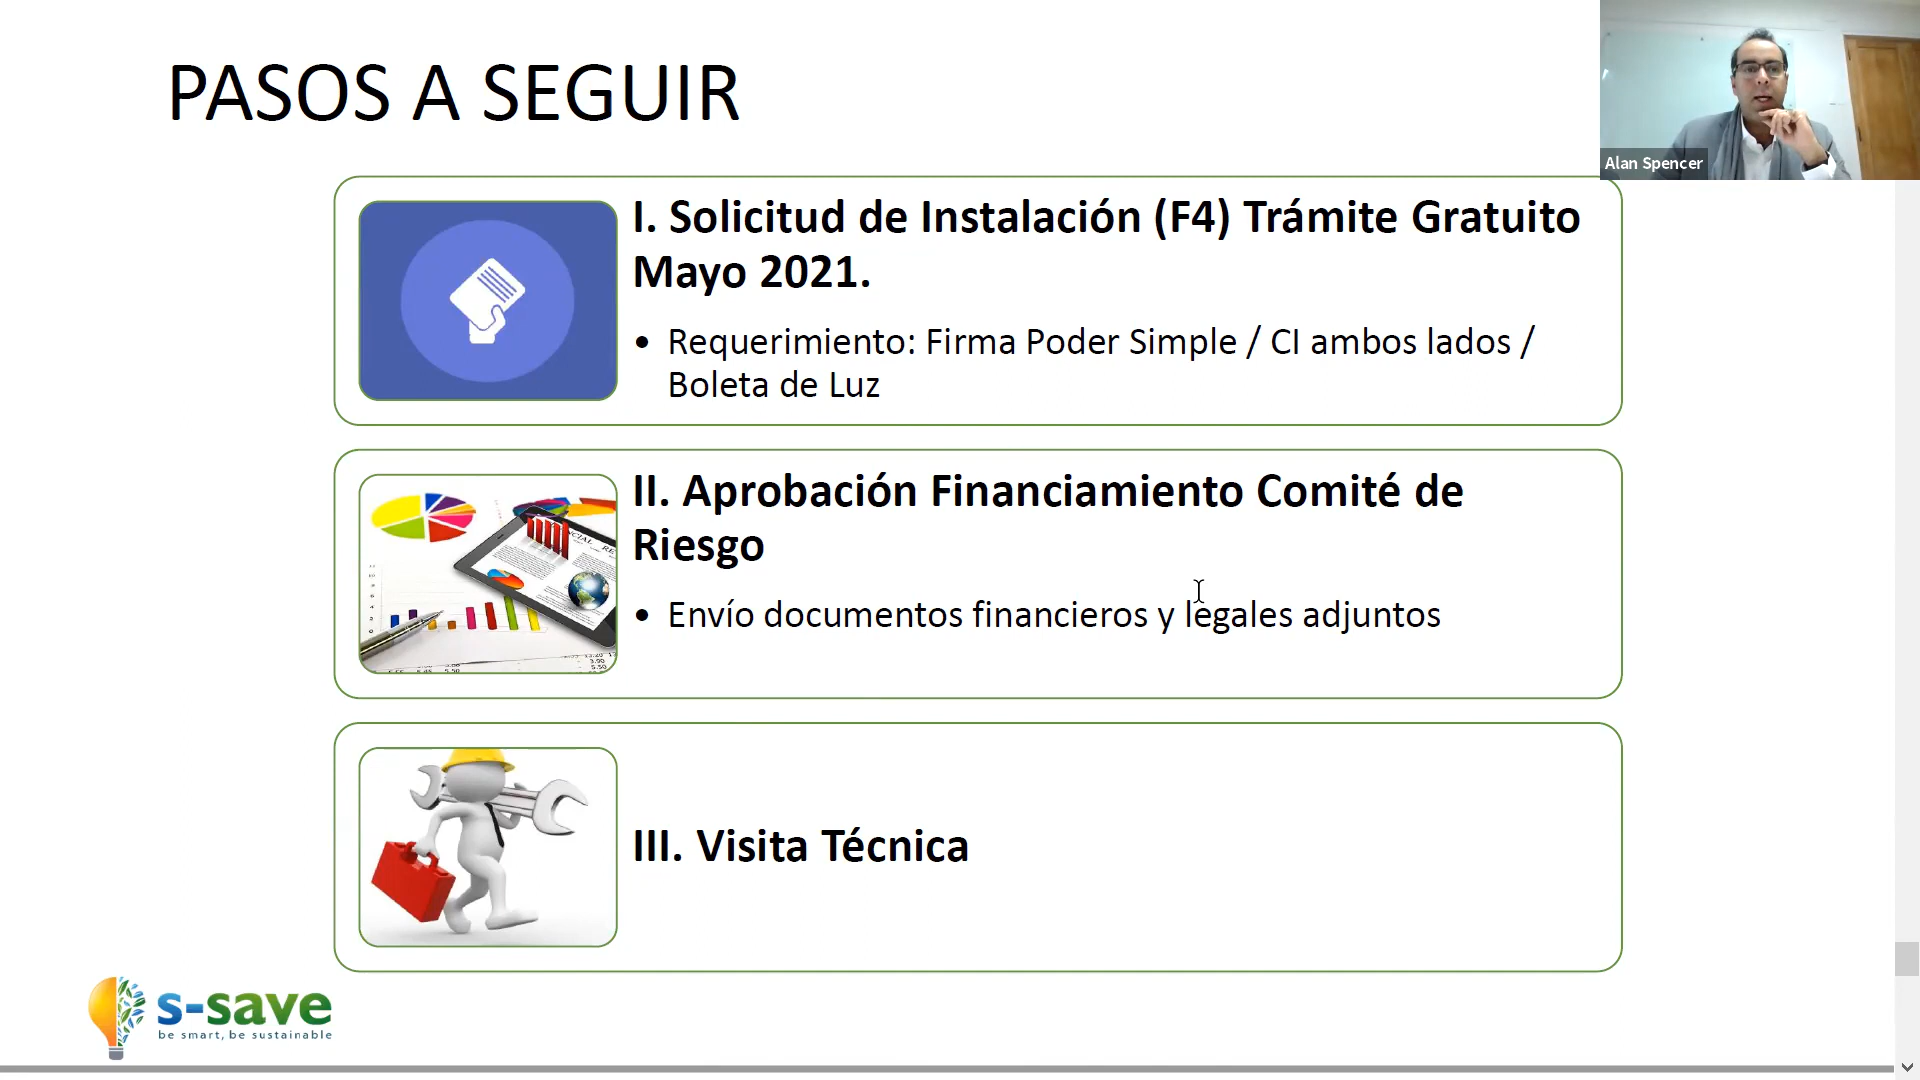 PASOS A SEGUIR
Alan Spencer
I. Solicitud de Instalación (F4) Trámite Gratuito
Mayo 2021.
• Requerimiento: Firma Poder Simple / CI ambos lados /
Boleta de Luz
II. Aprobación Financiamiento Comité de
Riesgo
• Envío documentos financieros y legales adjuntos
III. Visita Técnica
s-save
be smart, be sustainable